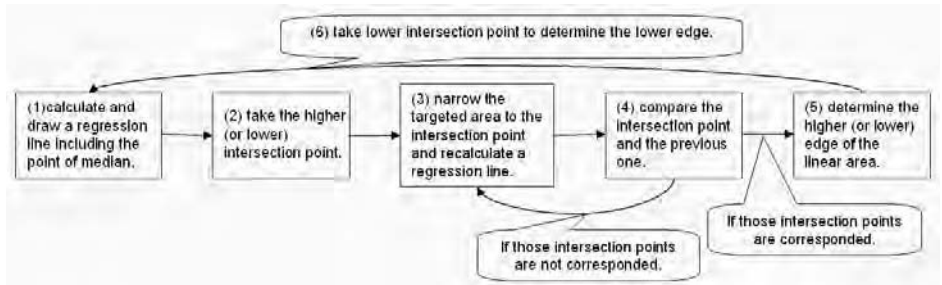 (6) take lower intersection point to determine the lower edge.
(1)calculate and
draw a regression
line including the
point of median.
(2) take the higher
(or lower)
intersection point.
(3) narrow the
targeted area to the
intersection point
and recalculate a
regression line.
(4) compare the
intersection point
and the previous
one.
(5) determine the
higher (or lower)
edge of the
linear area.
If those intersection points
are not corresponded.
If those intersection points
are corresponded.